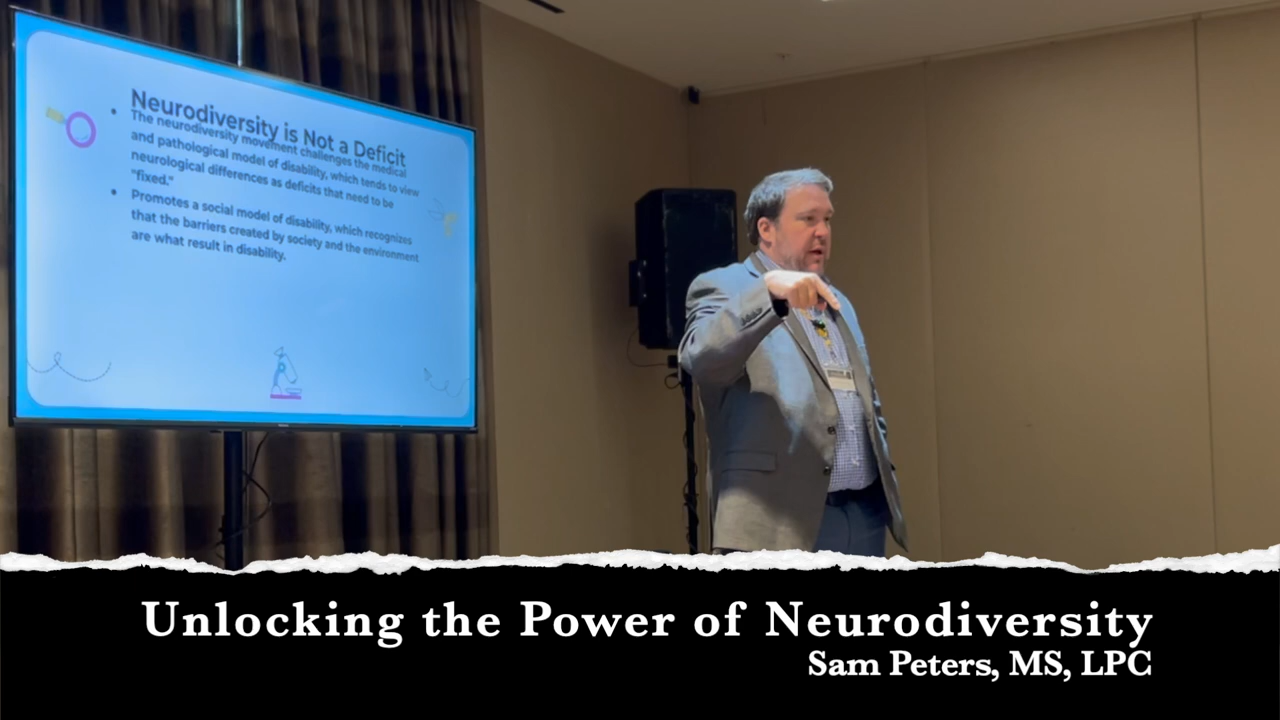 Neurodiversity is Not a Deficit
The neurodiversity movement challenges the medical
and pathological model of disability, which tends to view
neurological differences as deficits that need to be
"fixed."
Promotes a social model of disability, which recognizes
that the barriers created by society and the environment
are what result in disability.
Unlocking the Power of Neurodiversity
Sam Peters, MS, LPC